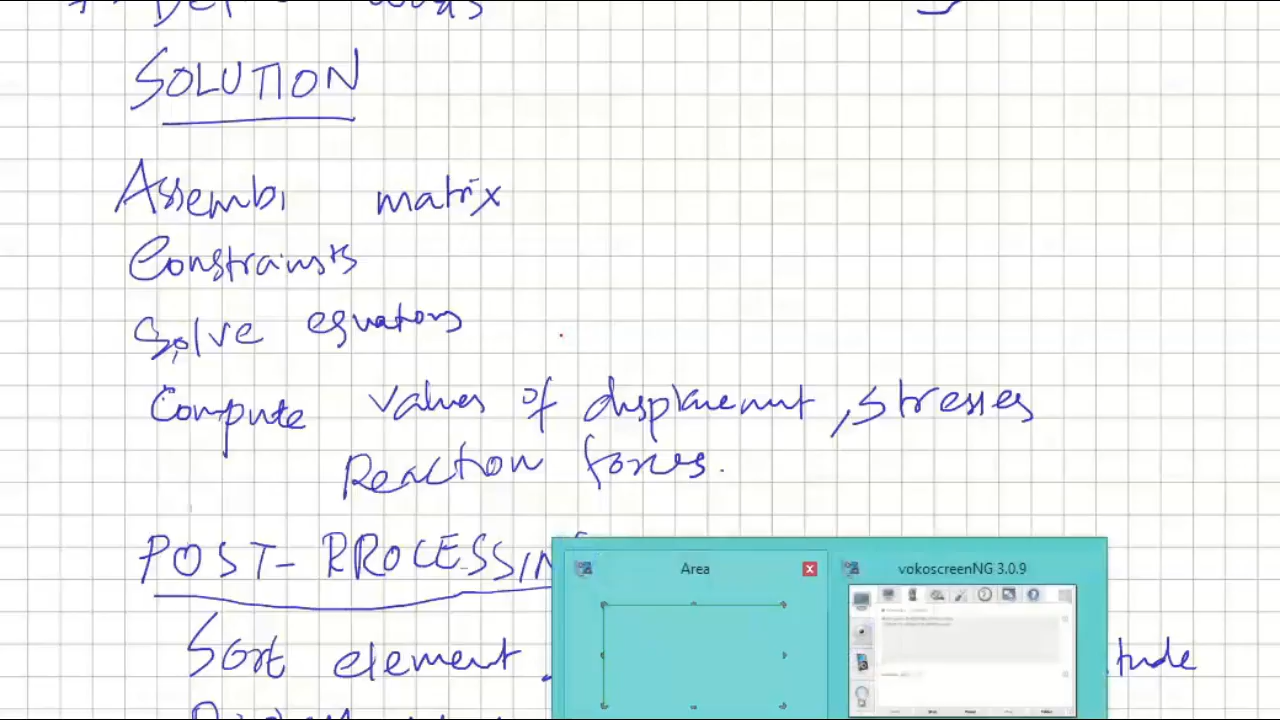 SOLUTION
Assembl matrix
Constraints
Solve equations
Compute values of displacement, stresses
Reaction forces.
POST-PROCESSIN
Area
vokoscreenNG 3.0.9
Sort element
tude